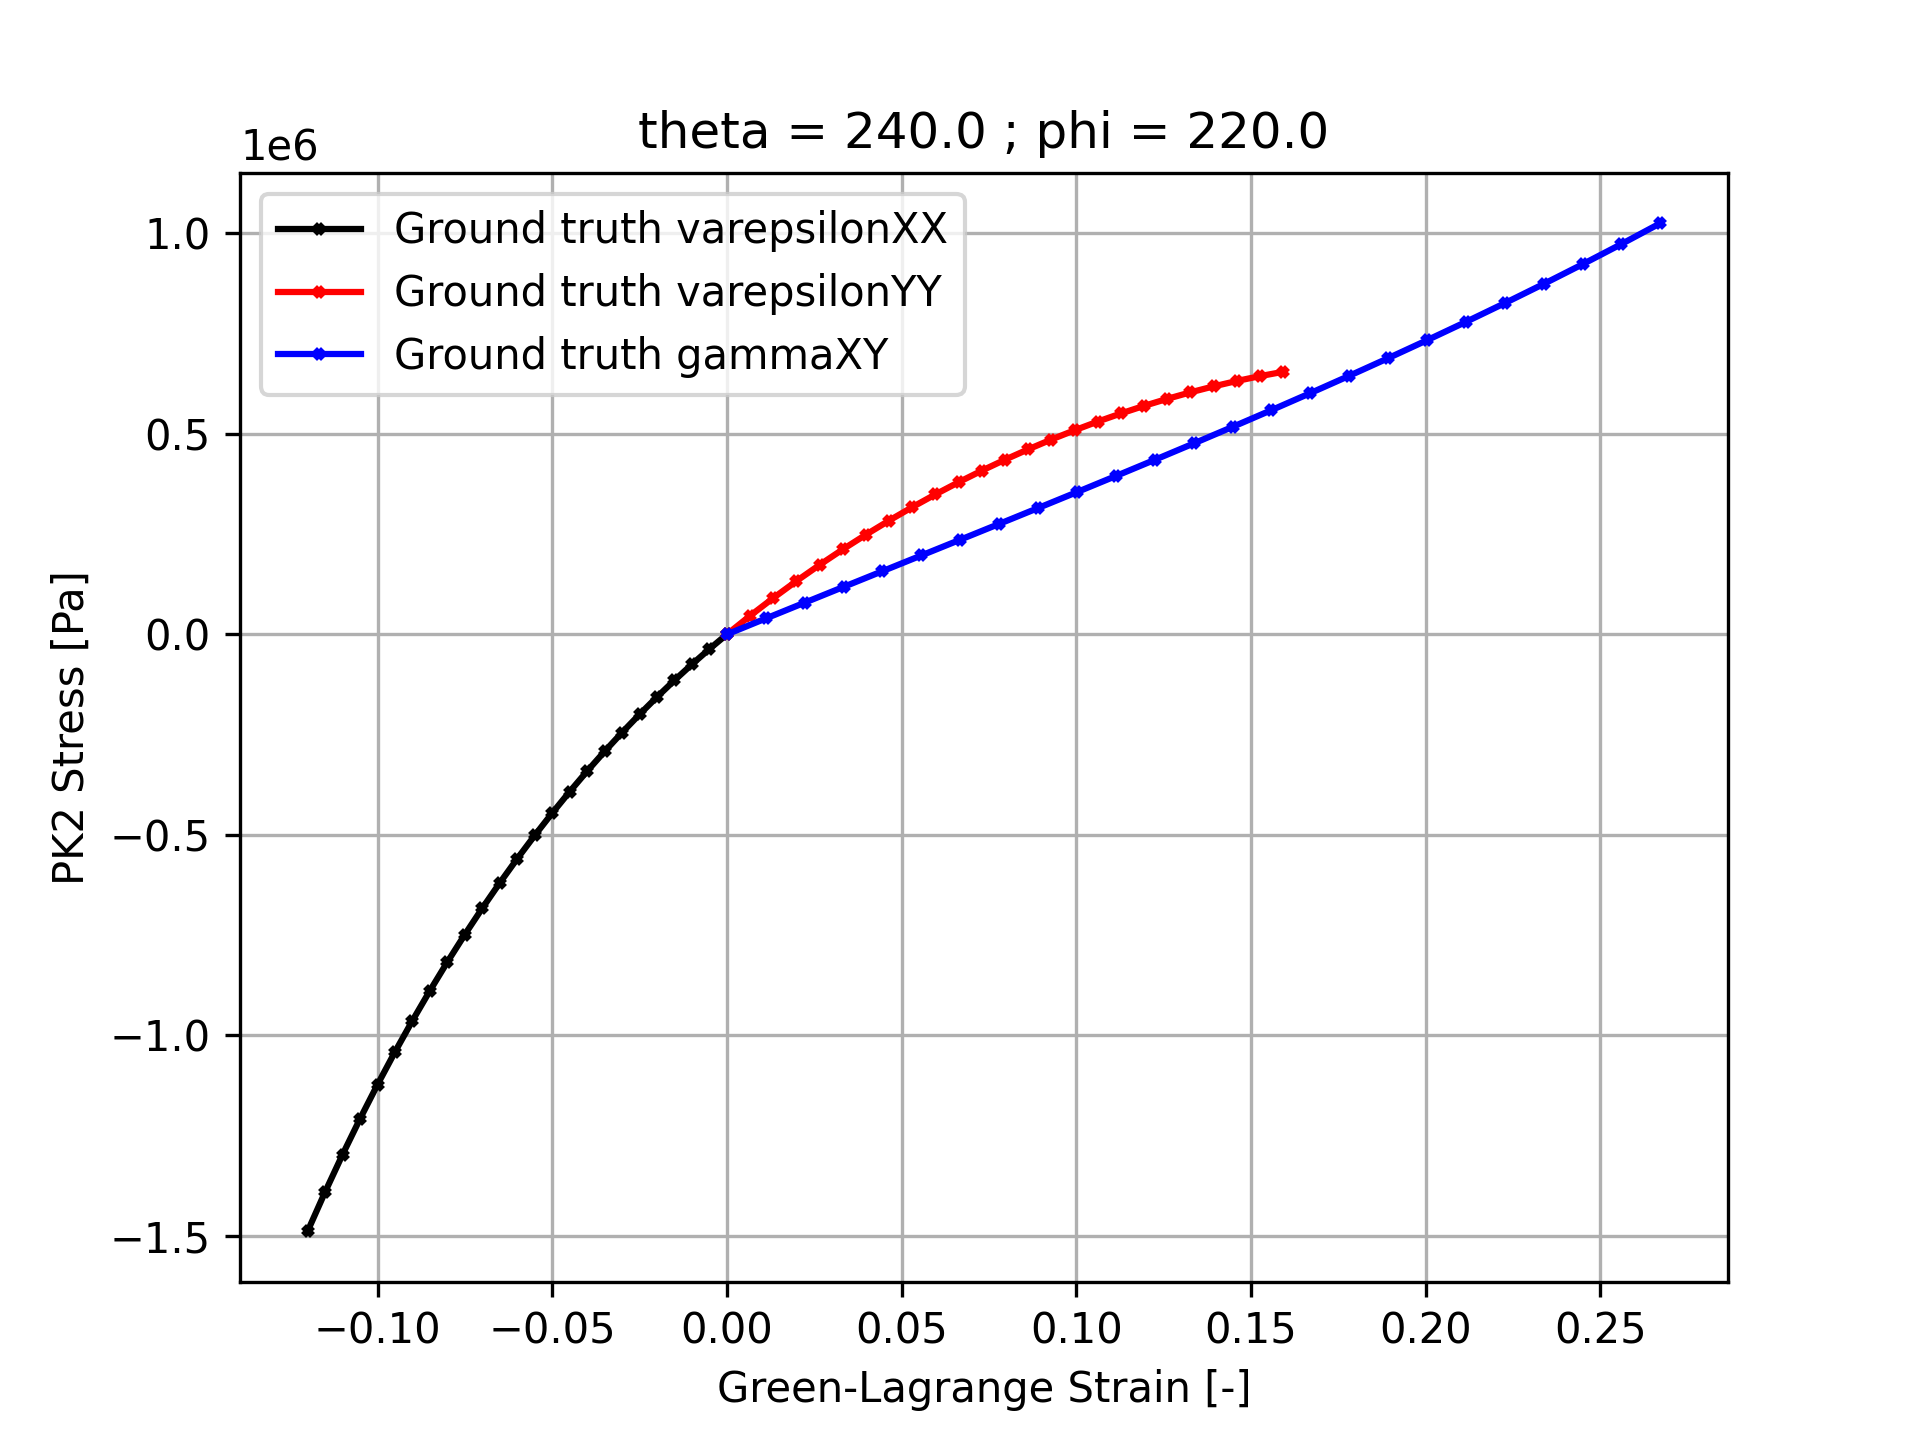 theta = 240.0 ; phi = 220.0
1e6
Ground truth varepsilonXX
Ground truth varepsilonYY
Ground truth gammaXY
1.0
0.5
0.0
−0.5
−1.0
−1.5
PK2 Stress [Pa]
−0.10 −0.05 0.00 0.05 0.10 0.15 0.20 0.25
Green-Lagrange Strain [-]